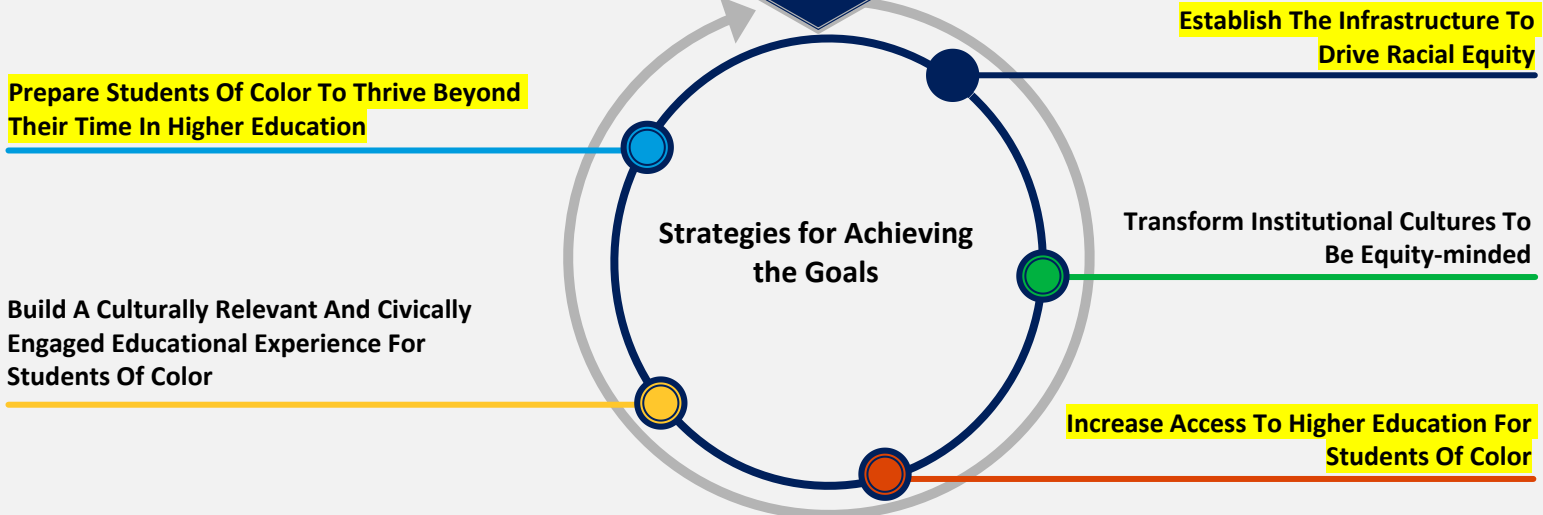 Establish The Infrastructure To
Drive Racial Equity
Prepare Students Of Color To Thrive Beyond
Their Time In Higher Education
Strategies for Achieving
the Goals
Transform Institutional Cultures To
Be Equity-minded
Build A Culturally Relevant And Civically
Engaged Educational Experience For
Students Of Color
Increase Access To Higher Education For
Students Of Color